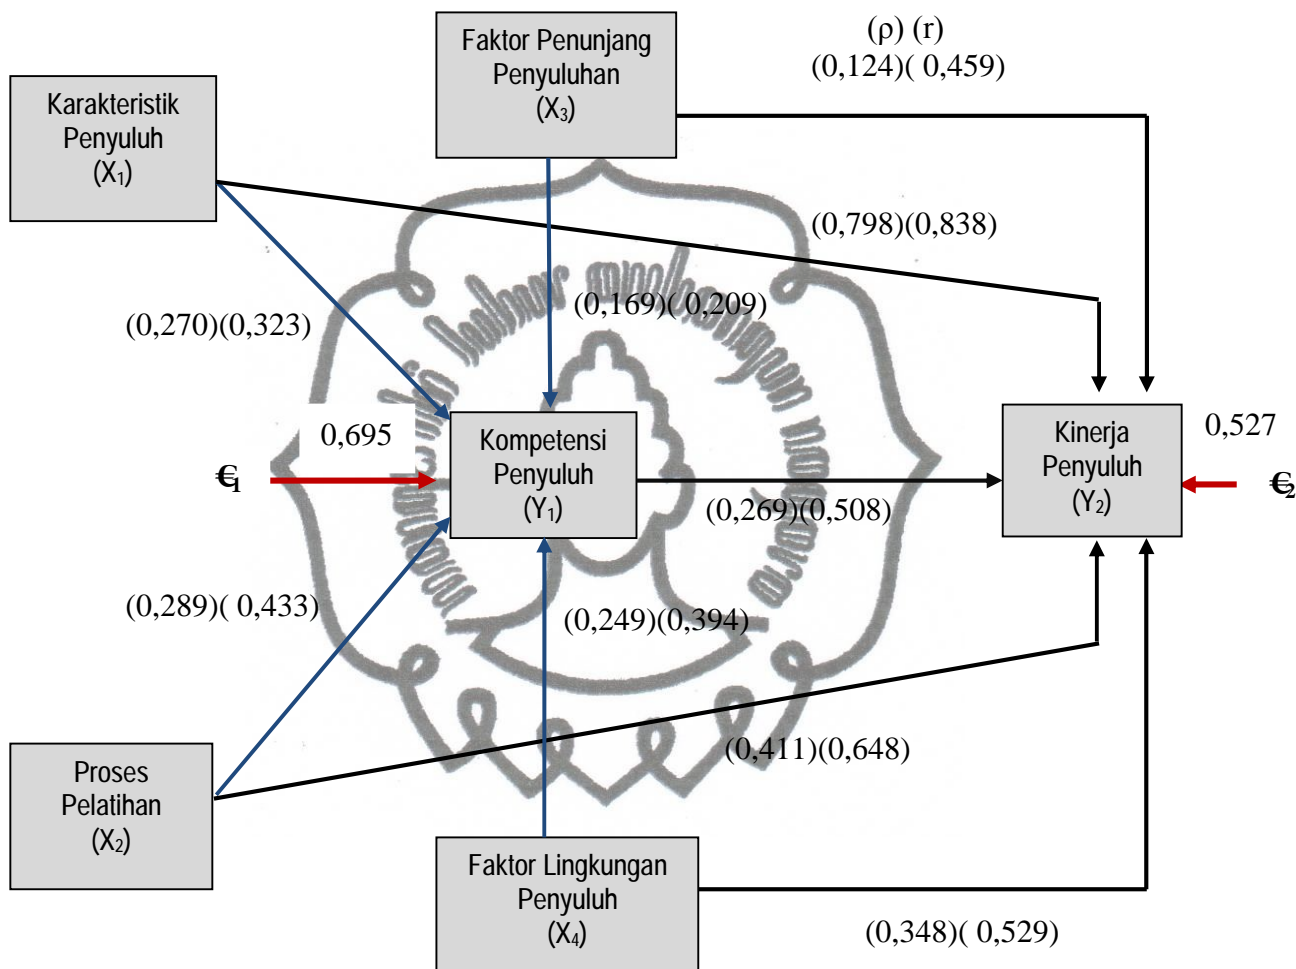 (ρ) (r)
(0,124)( 0,459)
Faktor Penunjang
Penyuluhan
(X₃)
Karakteristik
Penyuluh
(X₁)
(0,798)(0,838)
(0,270)(0,323)
(0,169)( 0,209)
0,695
Kompetensi
Penyuluh
(Y₁)
Kinerja
Penyuluh
(Y₂)
0,527
€₁
€₂
(0,269)(0,508)
(0,289)( 0,433)
(0,249)(0,394)
(0,411)(0,648)
Proses
Pelatihan
(X₂)
Faktor Lingkungan
Penyuluh
(X₄)
(0,348)( 0,529)